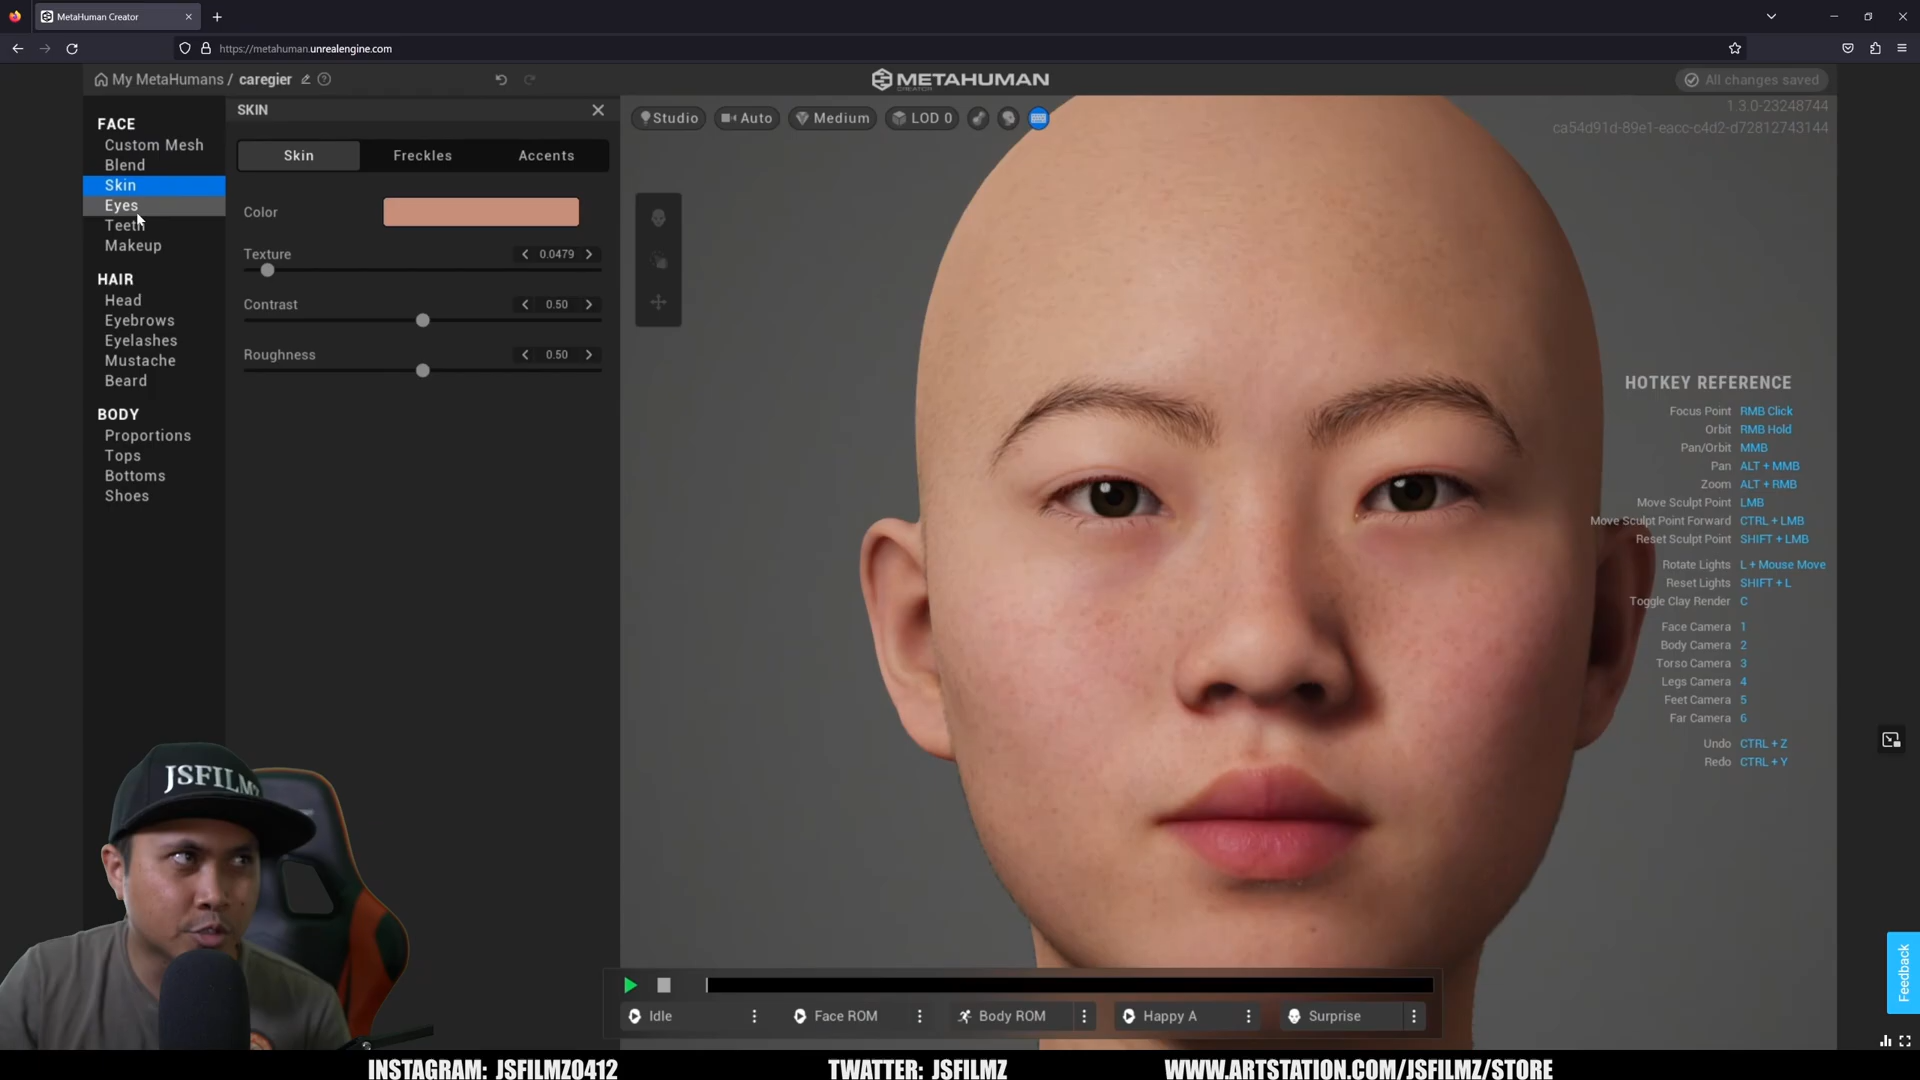 MetaHuman Creator
https://metahuman.unrealengine.com
My MetaHumans / caregier
METAHUMAN
CREATOR
All changes saved
1.3.0-23248744
ca54d91d-89e1-eacc-c4d2-d72812743144
FACE
Custom Mesh
Blend
Skin
Eyes
Teeth
Makeup
HAIR
Head
Eyebrows
Eyelashes
Mustache
Beard
BODY
Proportions
Tops
Bottoms
Shoes
SKIN
Skin Freckles Accents
Color
Texture 0.0479
Contrast 0.50
Roughness 0.50
Studio Auto Medium LOD 0
HOTKEY REFERENCE
Focus Point RMB Click
Orbit RMB Hold
Pan/Orbit MMB
Pan ALT + MMB
Zoom ALT + RMB
Move Sculpt Point LMB
Move Sculpt Point Forward CTRL + LMB
Reset Sculpt Point SHIFT + LMB
Rotate Lights L + Mouse Move
Reset Lights SHIFT + L
Toggle Clay Render C
Face Camera 1
Body Camera 2
Torso Camera 3
Legs Camera 4
Feet Camera 5
Far Camera 6
Undo CTRL + Z
Redo CTRL + Y
JSFILMZ
Feedback
Idle Face ROM Body ROM Happy A Surprise
INSTAGRAM: JSFILMZ0412 TWATTER: JSFILMZ WWW.ARTSTATION.COM/JSFILMZ/STORE